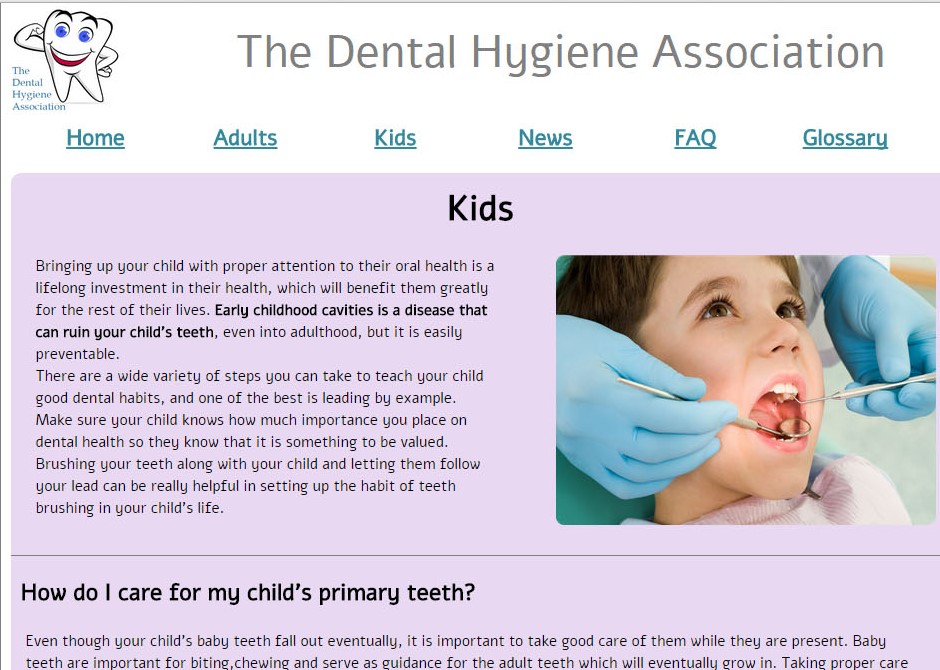 The
Dental
Hygiene
Association
The Dental Hygiene Association
Home Adults Kids News FAQ Glossary
Kids
Bringing up your child with proper attention to their oral health is a
lifelong investment in their health, which will benefit them greatly
for the rest of their lives. Early childhood cavities is a disease that
can ruin your child's teeth, even into adulthood, but it is easily
preventable.
There are a wide variety of steps you can take to teach your child
good dental habits, and one of the best is leading by example.
Make sure your child knows how much importance you place on
dental health so they know that it is something to be valued.
Brushing your teeth along with your child and letting them follow
your lead can be really helpful in setting up the habit of teeth
brushing in your child's life.
How do I care for my child's primary teeth?
Even though your child's baby teeth fall out eventually, it is important to take good care of them while they are present. Baby
teeth are important for biting,chewing and serve as guidance for the adult teeth which will eventually grow in. Taking proper care